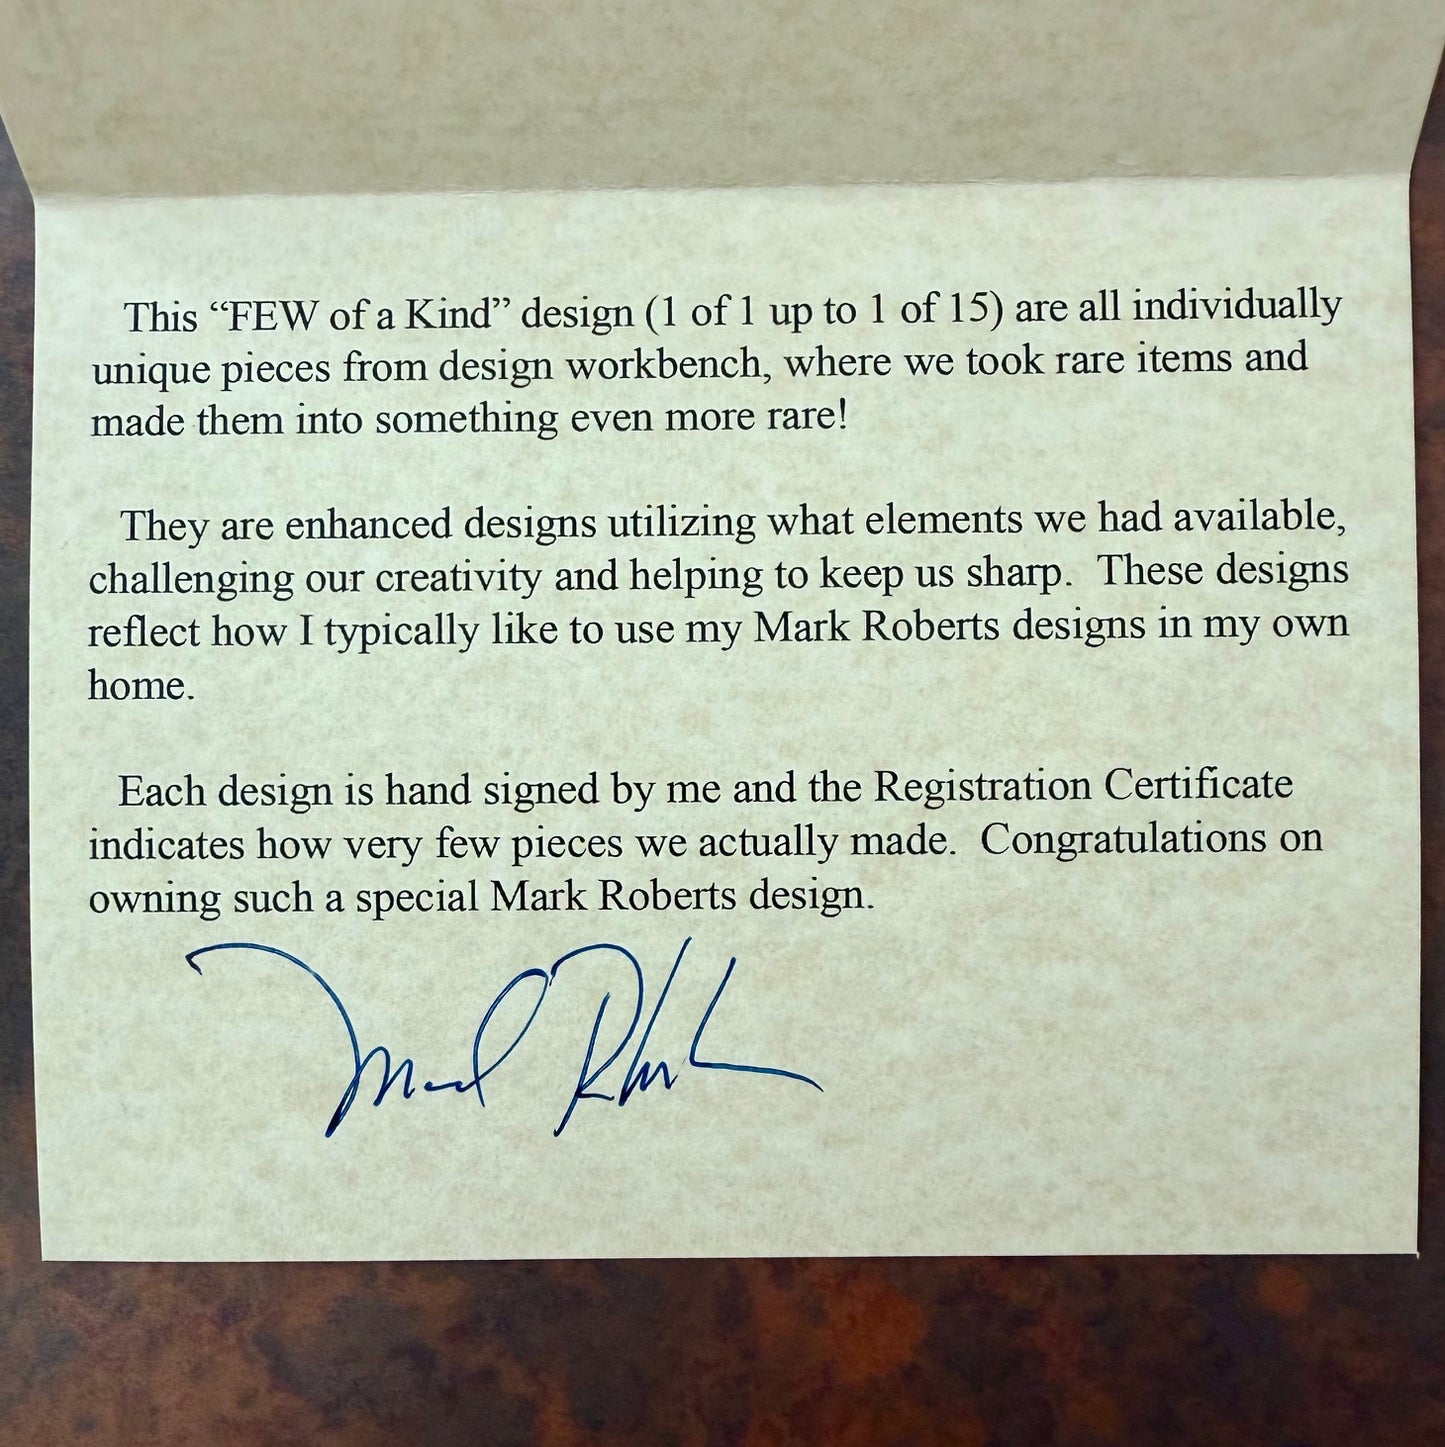 This “FEW of a Kind” design (1 of 1 up to 1 of 15) are all individually
unique pieces from design workbench, where we took rare items and
made them into something even more rare!
They are enhanced designs utilizing what elements we had available,
challenging our creativity and helping to keep us sharp.  These designs
reflect how I typically like to use my Mark Roberts designs in my own
home.
Each design is hand signed by me and the Registration Certificate
indicates how very few pieces we actually made.  Congratulations on
owning such a special Mark Roberts design.
Mark Roberts